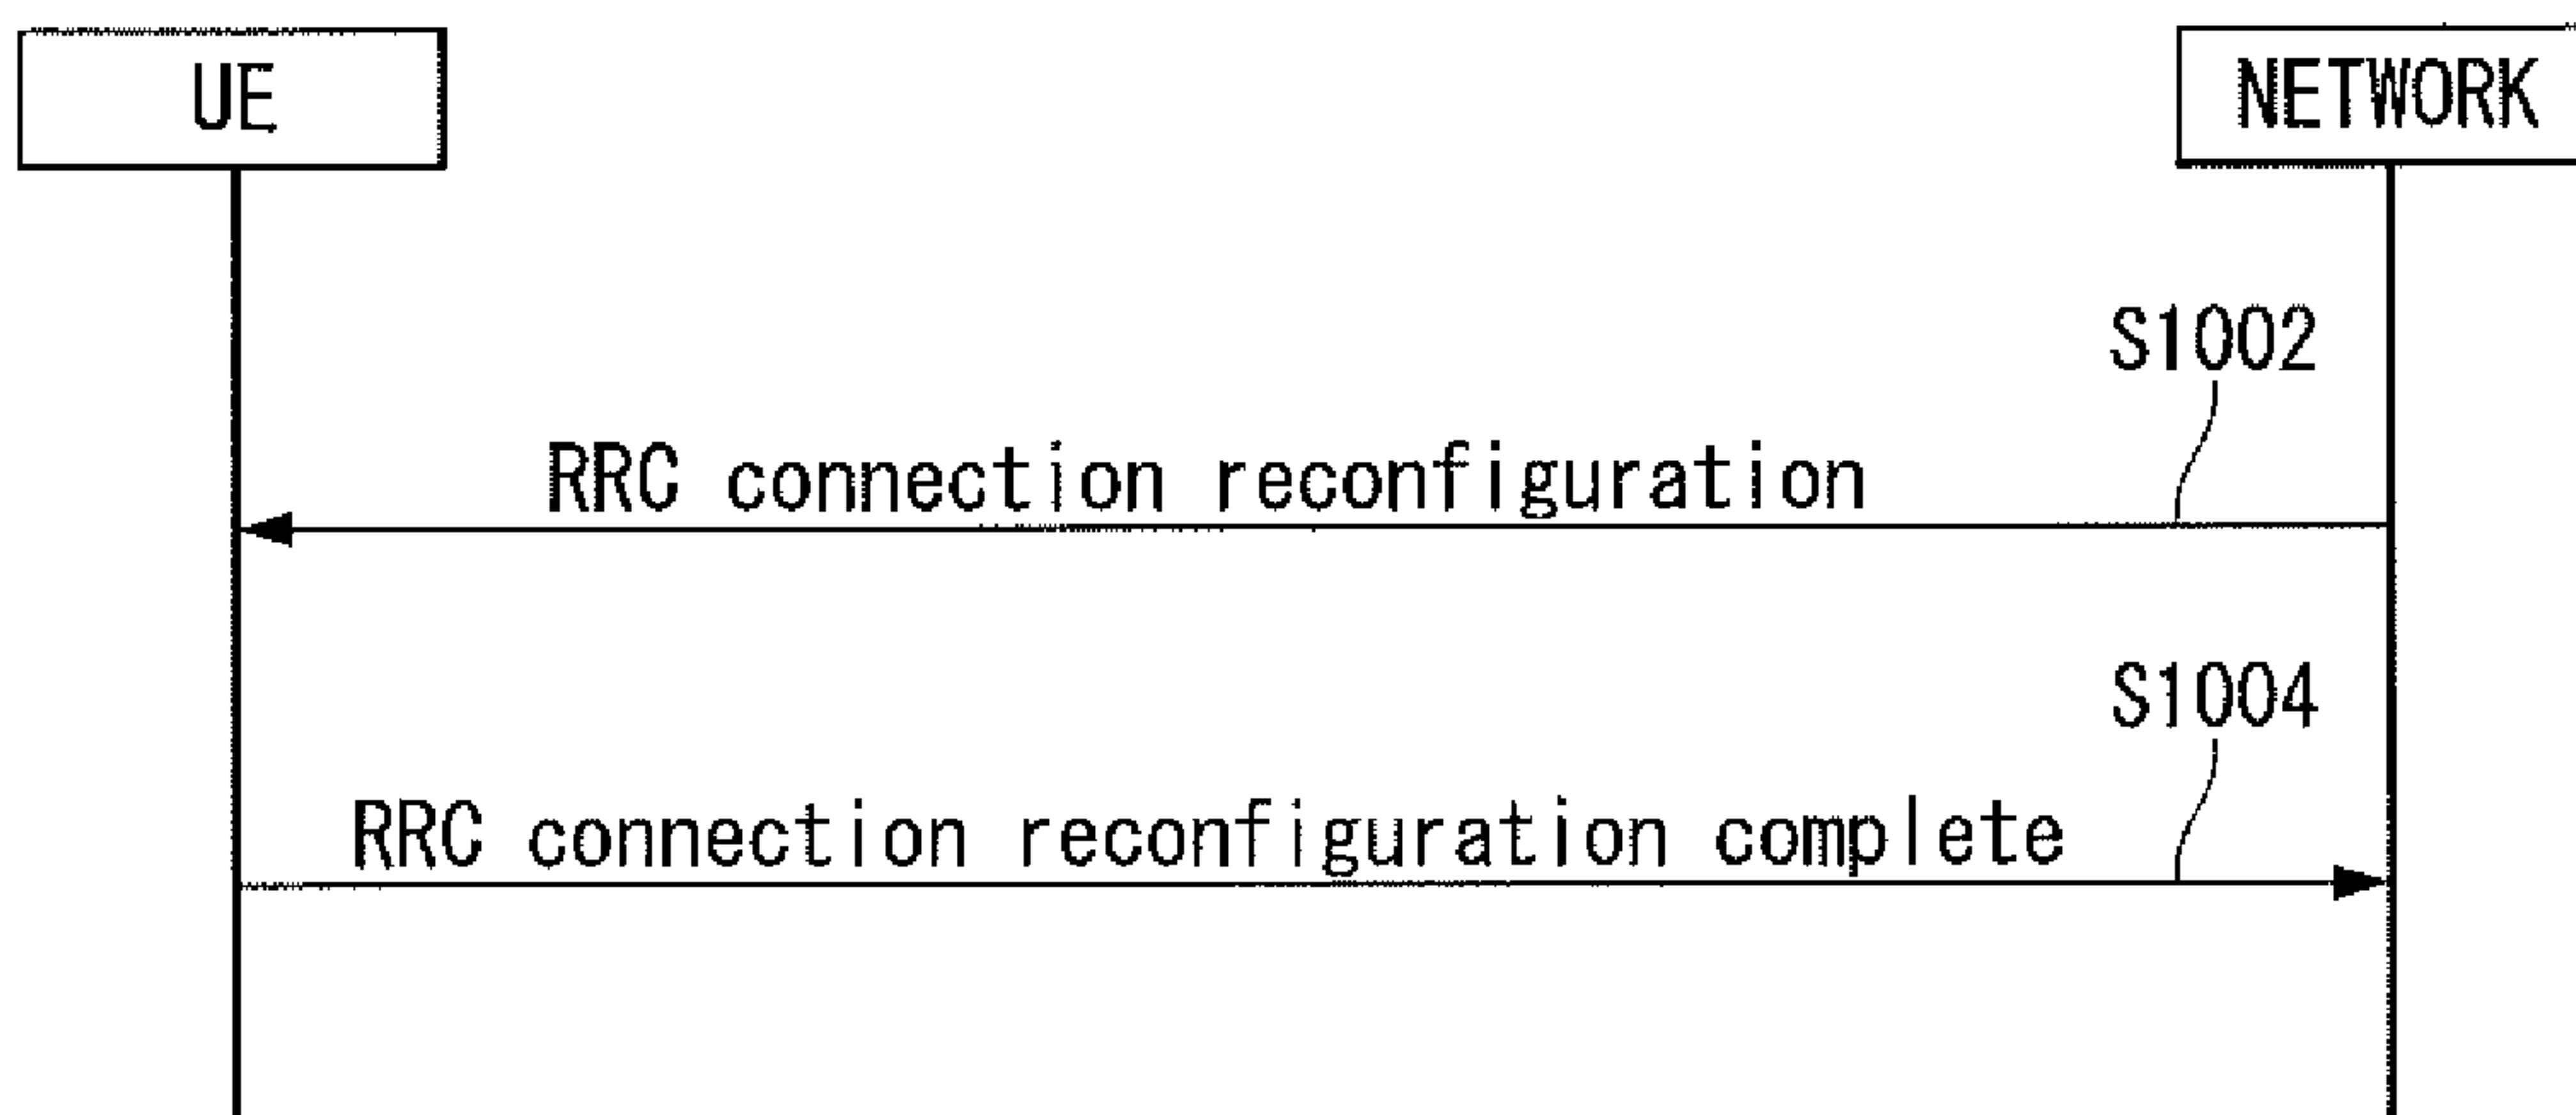 UE
NETWORK
S1002
RRC connection reconfiguration
S1004
RRC connection reconfiguration complete